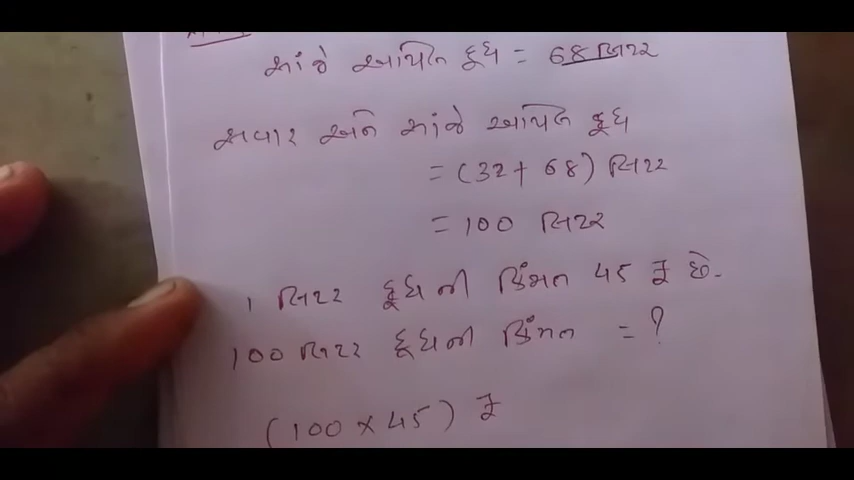 સાંજે આપેલ દૂધ = 68 લિટર
સવાર અને સાંજે આપેલ દૂધ
= (32 + 68) લિટર
= 100 લિટર
1 લિટર દૂધ ની કિંમત 45 રૂ છે.
100 લિટર દૂધની કિંમત = ?
(100 × 45) રૂ